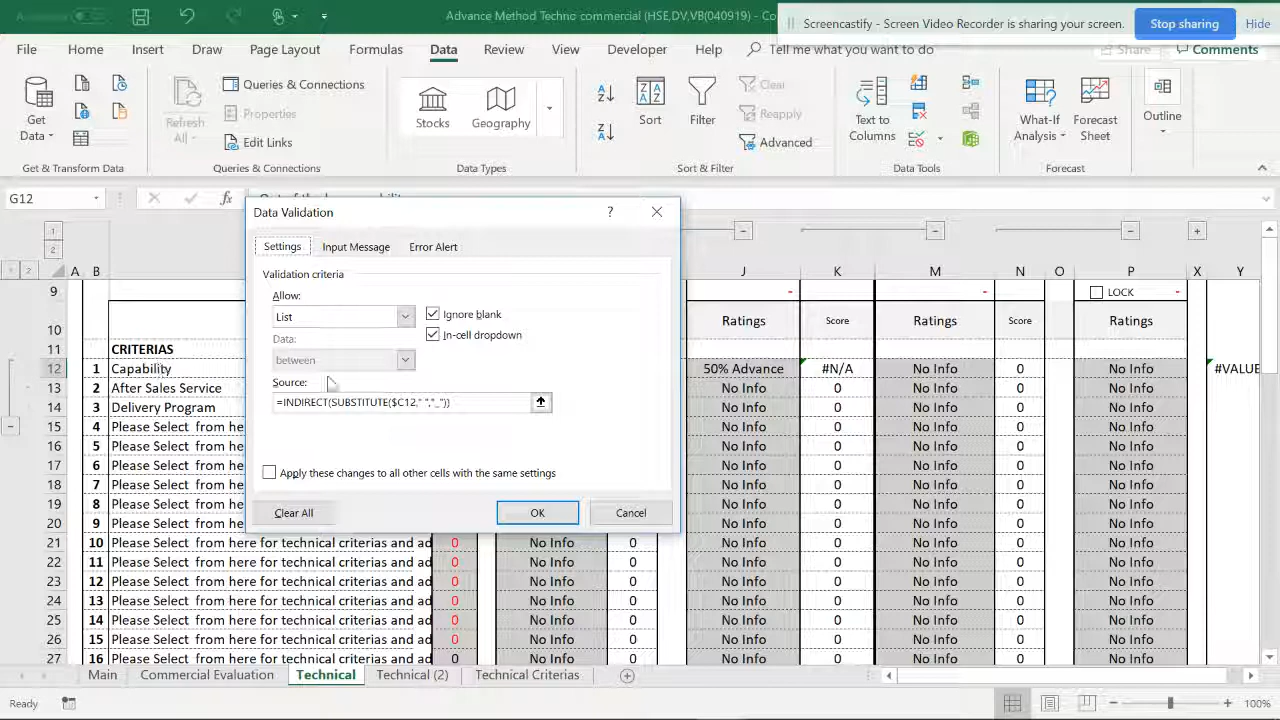 Advance Method Techno commercial (HSE,DV,VB(040919) - Co
Screencastify - Screen Video Recorder is sharing your screen.
Stop sharing
Hide
File Home Insert Draw Page Layout Formulas Data Review View Developer Help Tell me what you want to do Share Comments
Get Data
Queries & Connections
Properties
Edit Links
Refresh All
Stocks
Geography
Sort
Filter
Clear
Reapply
Advanced
Text to Columns
What-If Analysis
Forecast Sheet
Outline
Get & Transform Data
Queries & Connections
Data Types
Sort & Filter
Data Tools
Forecast
G12
fx
Data Validation
?
Settings Input Message Error Alert
Validation criteria
Allow:
List
Ignore blank
In-cell dropdown
Data:
between
Source:
=INDIRECT(SUBSTITUTE($C12," ","_"))
Apply these changes to all other cells with the same settings
Clear All OK Cancel
1
2
1 2 A B J K M N O P X Y
9 - - LOCK -
10 Ratings Score Ratings Score Ratings
11 CRITERIAS
12 1 Capability 50% Advance #N/A No Info 0 No Info #VALUE
13 2 After Sales Service No Info 0 No Info 0 No Info
14 3 Delivery Program No Info 0 No Info 0 No Info
15 4 Please Select from he No Info 0 No Info 0 No Info
16 5 Please Select from he No Info 0 No Info 0 No Info
17 6 Please Select from he No Info 0 No Info 0 No Info
18 7 Please Select from he No Info 0 No Info 0 No Info
19 8 Please Select from he No Info 0 No Info 0 No Info
20 9 Please Select from he No Info 0 No Info 0 No Info
21 10 Please Select from here for technical criterias and ad 0 No Info 0 No Info 0 No Info 0 No Info
22 11 Please Select from here for technical criterias and ad 0 No Info 0 No Info 0 No Info 0 No Info
23 12 Please Select from here for technical criterias and ad 0 No Info 0 No Info 0 No Info 0 No Info
24 13 Please Select from here for technical criterias and ad 0 No Info 0 No Info 0 No Info 0 No Info
25 14 Please Select from here for technical criterias and ad 0 No Info 0 No Info 0 No Info 0 No Info
26 15 Please Select from here for technical criterias and ad 0 No Info 0 No Info 0 No Info 0 No Info
27 16 Please Select from here for technical criterias and ad 0 No Info 0 No Info 0 No Info 0 No Info
Main Commercial Evaluation Technical Technical (2) Technical Criterias
Ready
100%